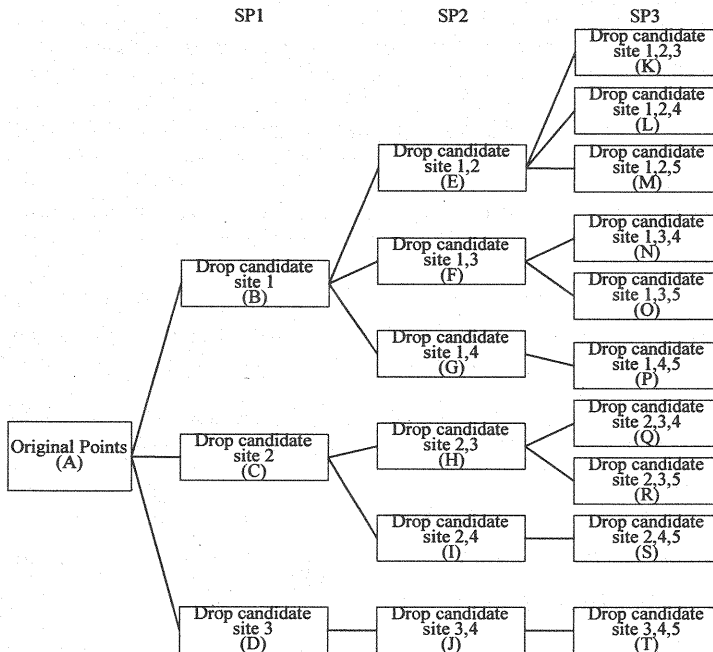 SP1
SP2
SP3
Original Points
(A)
Drop candidate
site 1
(B)
Drop candidate
site 2
(C)
Drop candidate
site 3
(D)
Drop candidate
site 1,2
(E)
Drop candidate
site 1,3
(F)
Drop candidate
site 1,4
(G)
Drop candidate
site 2,3
(H)
Drop candidate
site 2,4
(I)
Drop candidate
site 3,4
(J)
Drop candidate
site 1,2,3
(K)
Drop candidate
site 1,2,4
(L)
Drop candidate
site 1,2,5
(M)
Drop candidate
site 1,3,4
(N)
Drop candidate
site 1,3,5
(O)
Drop candidate
site 1,4,5
(P)
Drop candidate
site 2,3,4
(Q)
Drop candidate
site 2,3,5
(R)
Drop candidate
site 2,4,5
(S)
Drop candidate
site 3,4,5
(T)